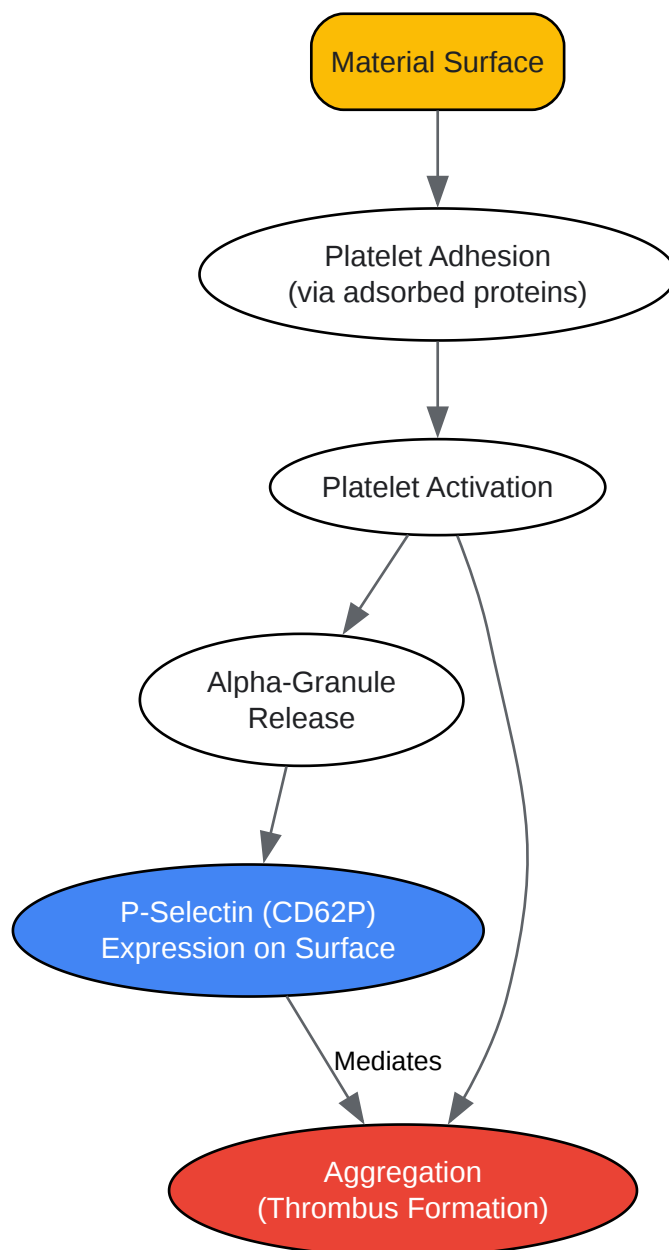 Material Surface
Platelet Adhesion
(via adsorbed proteins)
Platelet Activation
Alpha-Granule
Release
P-Selectin (CD62P)
Expression on Surface
Mediates
Aggregation
(Thrombus Formation)